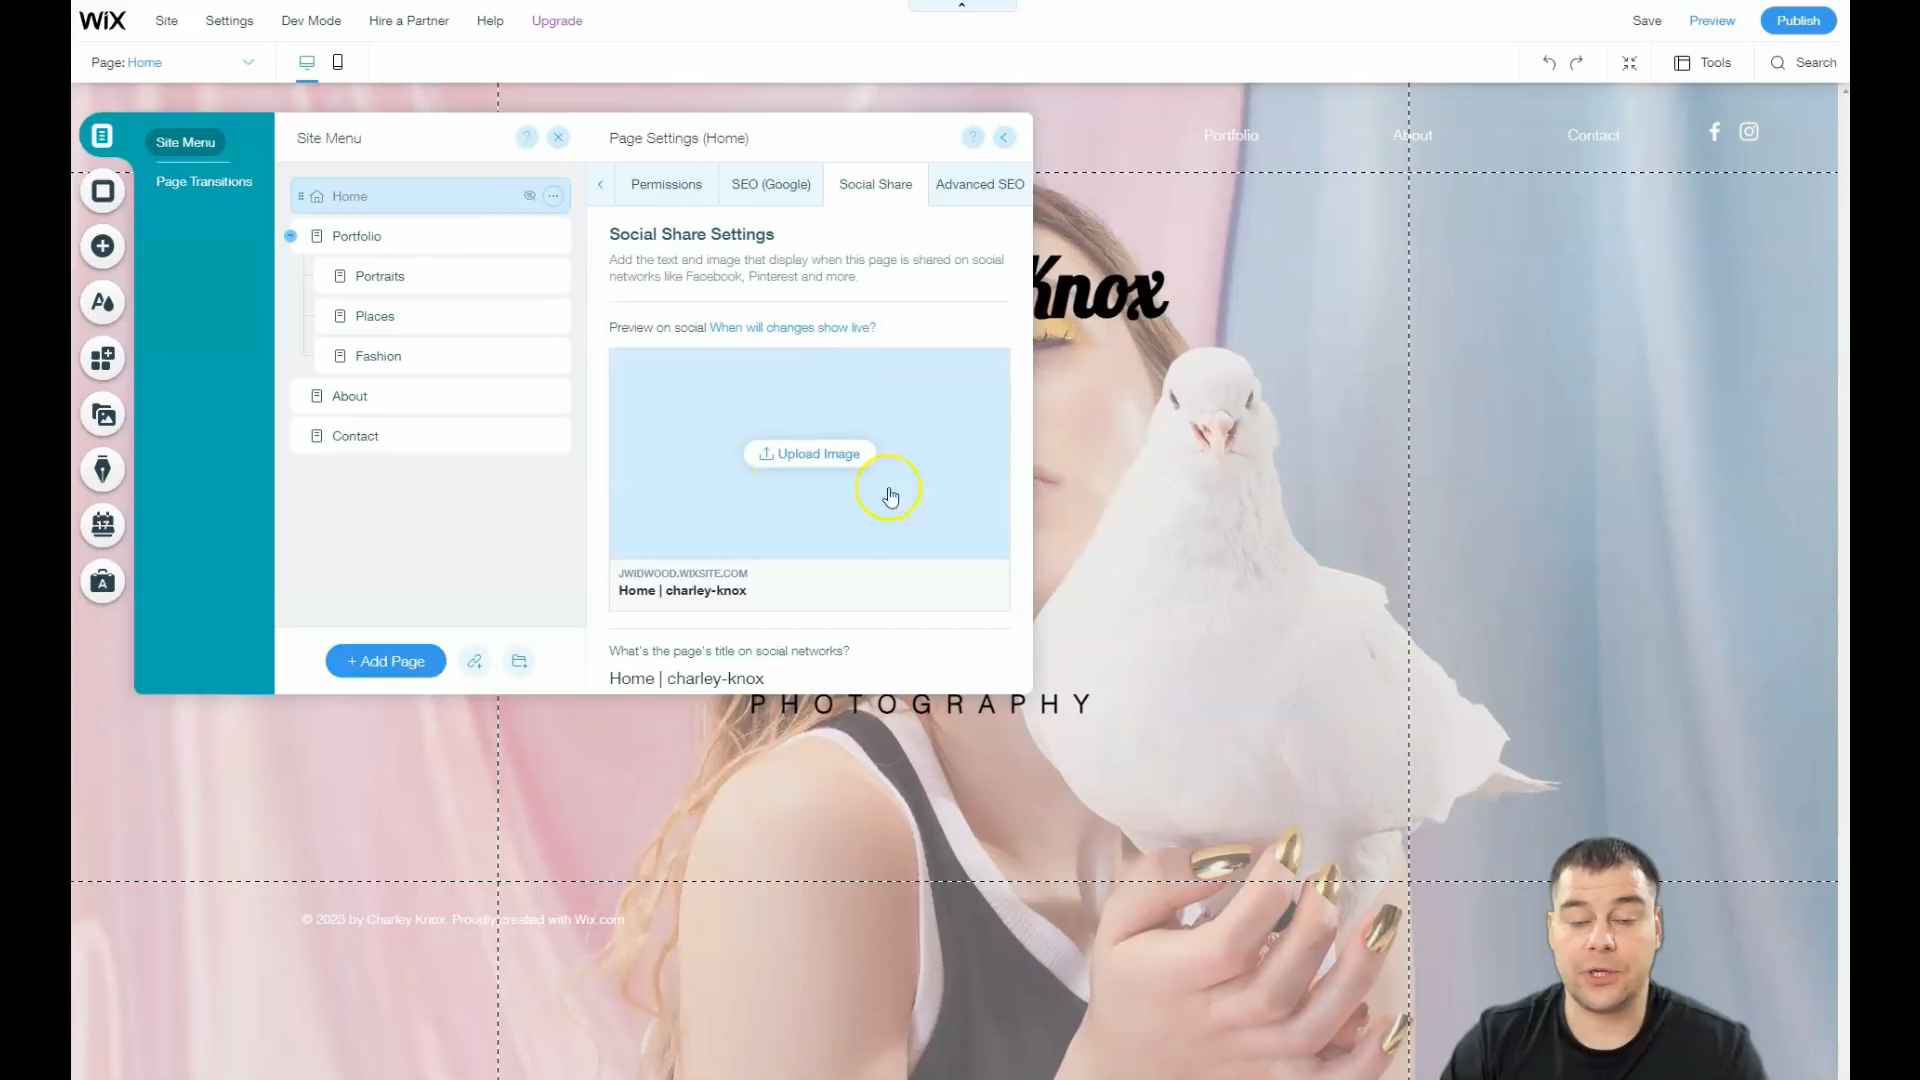 WiX Site Settings Dev Mode Hire a Partner Help Upgrade Save Preview Publish
Page: Home Tools Search
Site Menu
Page Transitions
Site Menu ?
Home
Portfolio
Portraits
Places
Fashion
About
Contact
+ Add Page
Page Settings (Home) ?
Permissions SEO (Google) Social Share Advanced SEO
Social Share Settings
Add the text and image that display when this page is shared on social
networks like Facebook, Pinterest and more.
Preview on social When will changes show live?
Upload Image
JWIDWOOD.WIXSITE.COM
Home | charley-knox
What's the page's title on social networks?
Home | charley-knox
Portfolio About Contact
Knox
PHOTOGRAPHY
© 2023 by Charley Knox. Proudly created with Wix.com
17
A